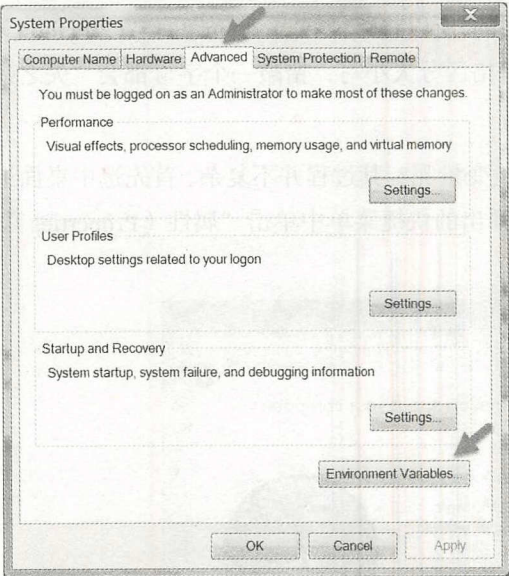 System Properties
Computer Name Hardware Advanced System Protection Remote
You must be logged on as an Administrator to make most of these changes.
Performance
Visual effects, processor scheduling, memory usage, and virtual memory
Settings...
User Profiles
Desktop settings related to your logon
Settings...
Startup and Recovery
System startup, system failure, and debugging information
Settings...
Environment Variables...
OK Cancel Apply